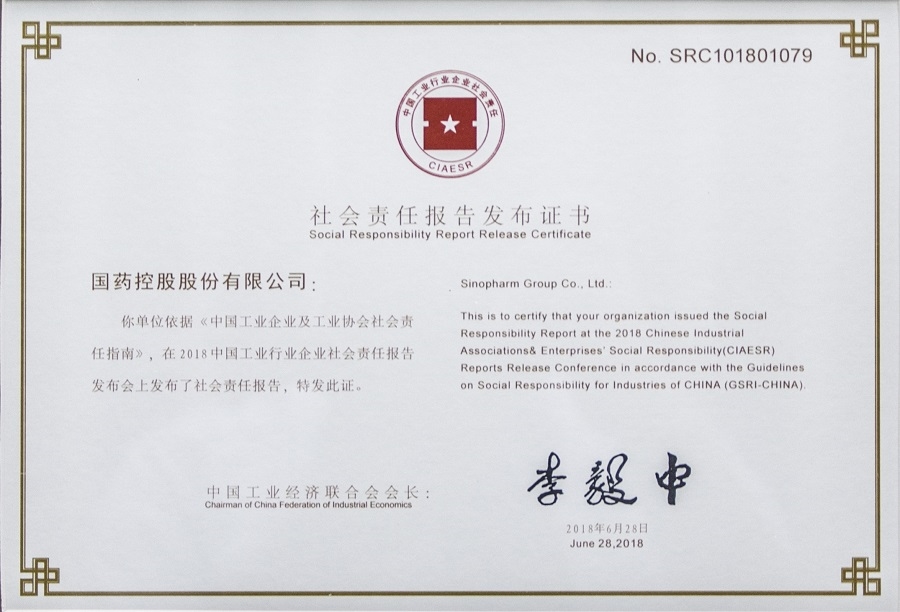 No. SRC101801079
中国工业行业企业社会责任
CIAESR
社会责任报告发布证书
Social Responsibility Report Release Certificate
国药控股股份有限公司：
你单位依据《中国工业企业及工业协会社会责
任指南》，在2018中国工业行业企业社会责任报告
发布会上发布了社会责任报告，特发此证。
Sinopharm Group Co., Ltd.:
This is to certify that your organization issued the Social
Responsibility Report at the 2018 Chinese Industrial
Associations& Enterprises' Social Responsibility(CIAESR)
Reports Release Conference in accordance with the Guidelines
on Social Responsibility for Industries of CHINA (GSRI-CHINA).
中国工业经济联合会会长：
Chairman of China Federation of Industrial Economics
李毅中
2018年6月28日
June 28,2018